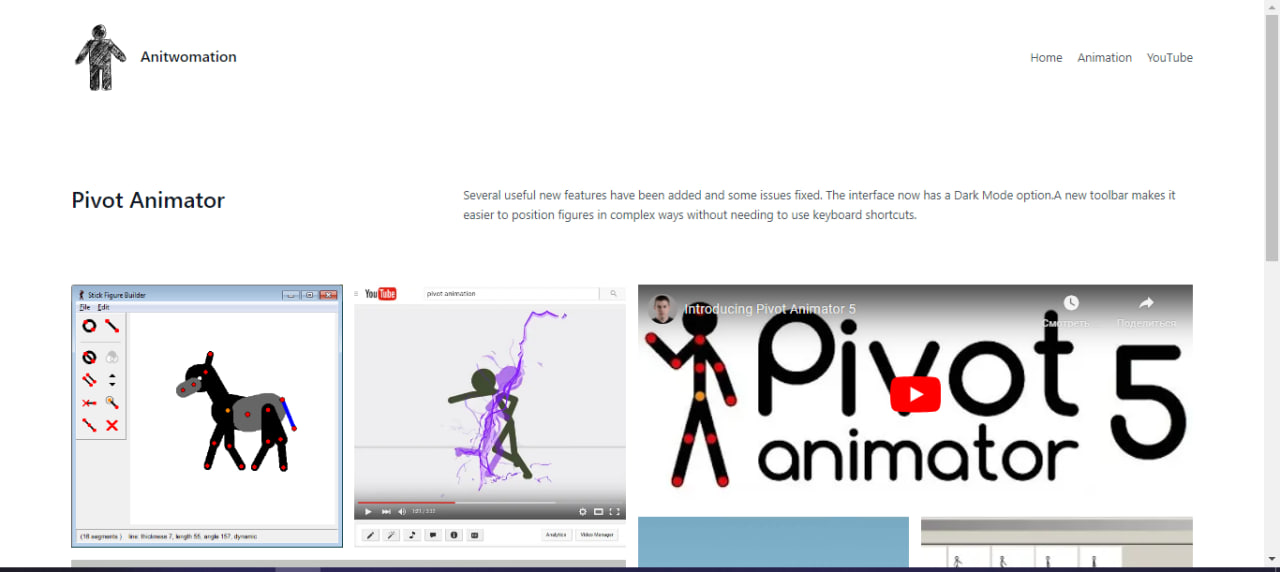 Anitwomation
Home Animation YouTube
Pivot Animator
Several useful new features have been added and some issues fixed. The interface now has a Dark Mode option.A new toolbar makes it
easier to position figures in complex ways without needing to use keyboard shortcuts.
Stick Figure Builder
File Edit
(16 segments ) line: thickness 7, length 55, angle 157, dynamic
YouTube
pivot animation
Analytics Video Manager
Introducing Pivot Animator 5
Смотреть ...
Поделиться
Pivot
animator 5